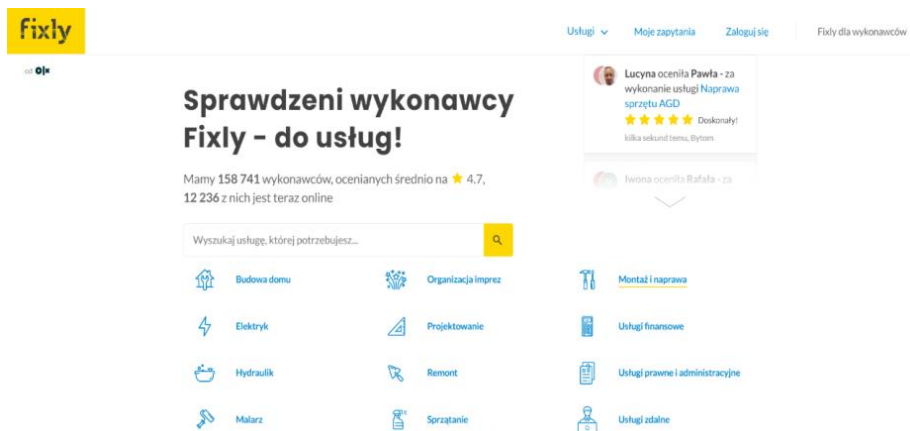 fixly
Usługi
Moje zapytania
Zaloguj się
Fixly dla wykonawców
od OLX
Sprawdzeni wykonawcy
Fixly - do usług!
Lucyna oceniła Pawła - za
wykonanie usługi Naprawa
sprzętu AGD
Doskonały!
kilka sekund temu, Bytom
Iwona oceniła Rafała - za
Mamy 158 741 wykonawców, ocenianych średnio na 4.7,
12 236 z nich jest teraz online
Wyszukaj usługę, której potrzebujesz...
Budowa domu
Organizacja imprez
Montaż i naprawa
Elektryk
Projektowanie
Usługi finansowe
Hydraulik
Remont
Usługi prawne i administracyjne
Malarz
Sprzątanie
Usługi zdalne